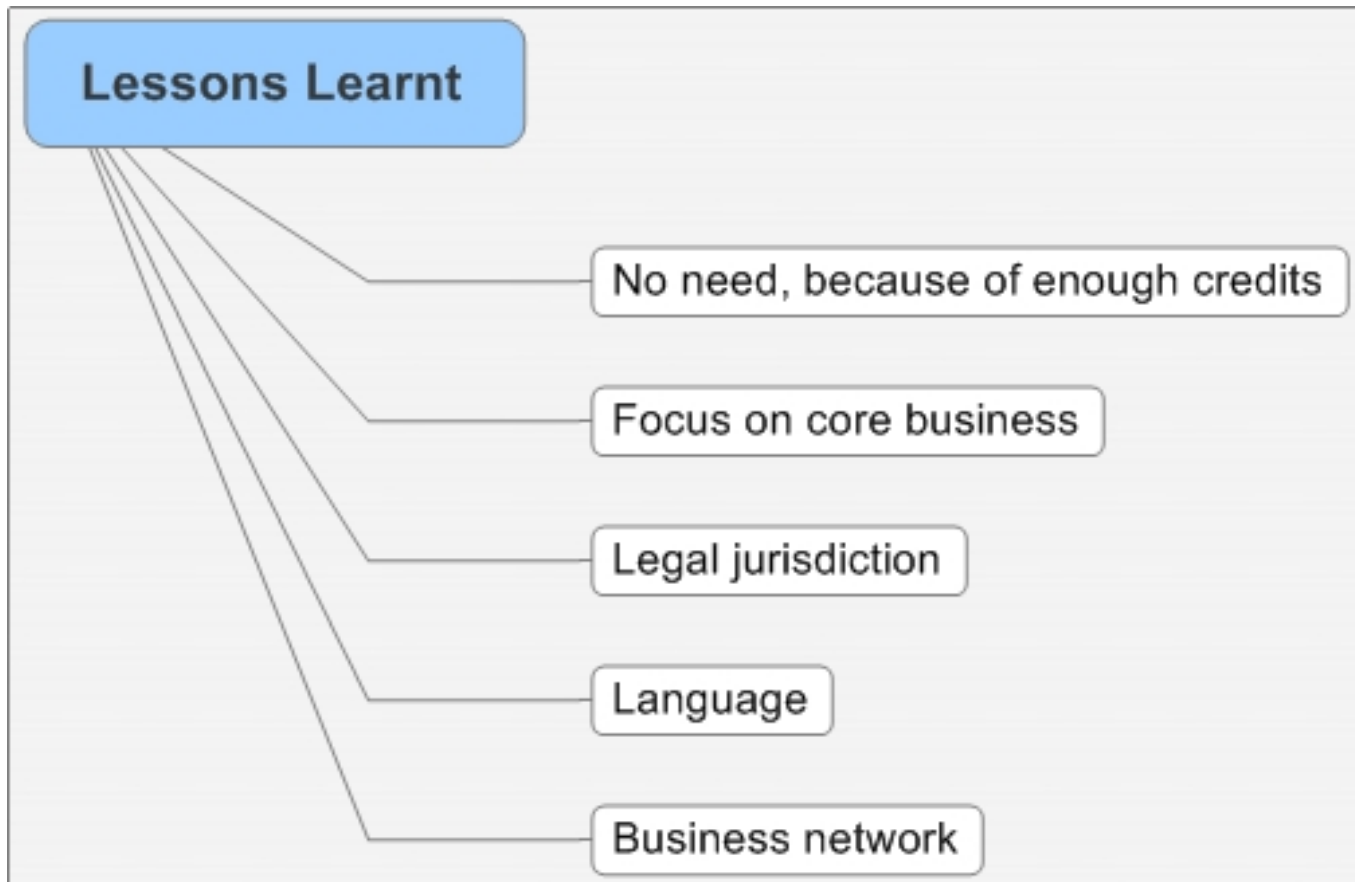 Lessons Learnt
No need, because of enough credits
Focus on core business
Legal jurisdiction
Language
Business network